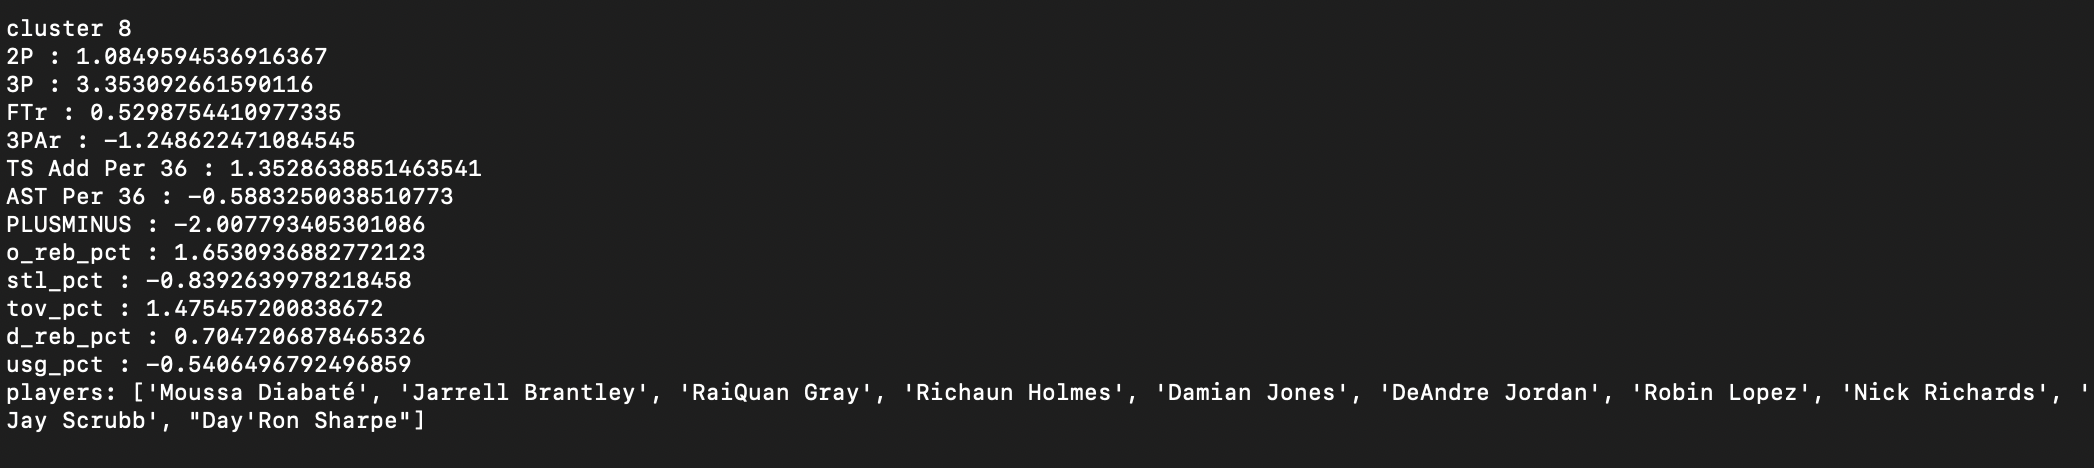 cluster 8
2P : 1.0849594536916367
3P : 3.353092661590116
FTr : 0.5298754410977335
3PAr : -1.248622471084545
TS Add Per 36 : 1.3528638851463541
AST Per 36 : -0.5883250038510773
PLUSMINUS : -2.007793405301086
o_reb_pct : 1.6530936882772123
stl_pct : -0.8392639978218458
tov_pct : 1.475457200838672
d_reb_pct : 0.7047206878465326
usg_pct : -0.5406496792496859
players: ['Moussa Diabaté', 'Jarrell Brantley', 'RaiQuan Gray', 'Richaun Holmes', 'Damian Jones', 'DeAndre Jordan', 'Robin Lopez', 'Nick Richards', '
Jay Scrubb', "Day'Ron Sharpe"]